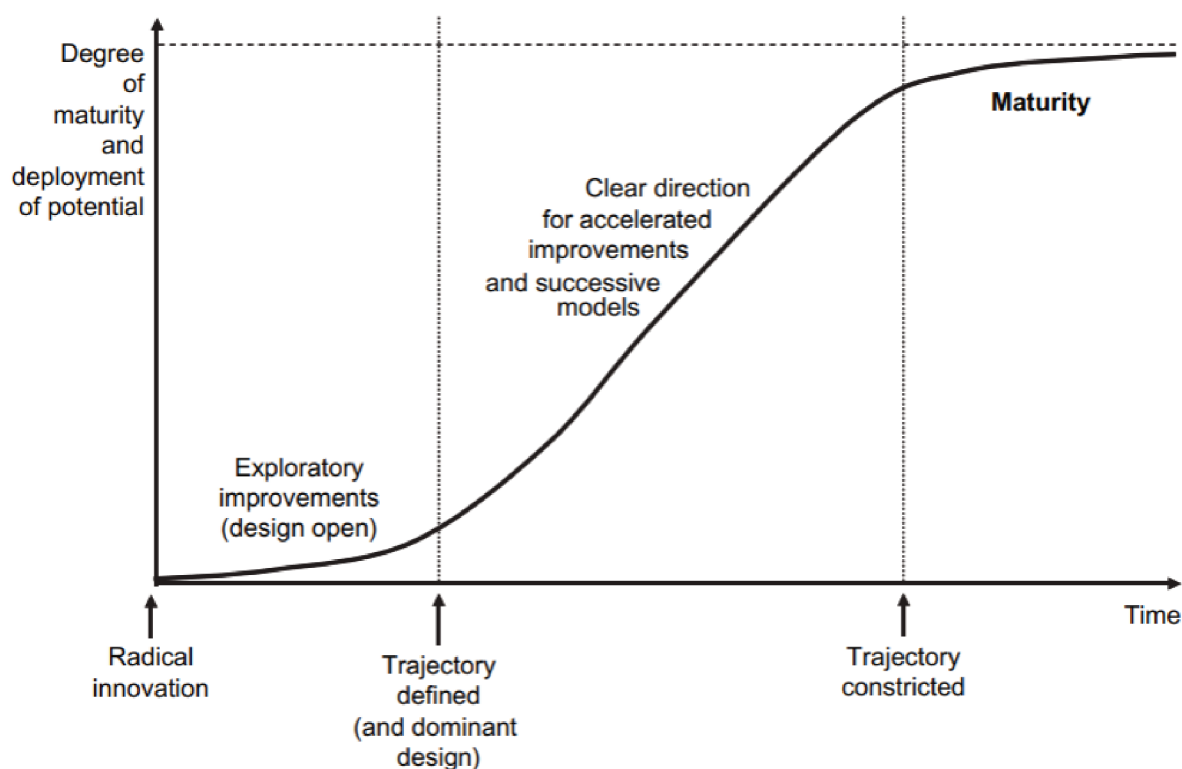 Degree
of
maturity
and
deployment
of potential
Maturity
Clear direction
for accelerated
improvements
and successive
models
Exploratory
improvements
(design open)
Time
Radical
innovation
Trajectory
defined
(and dominant
design)
Trajectory
constricted